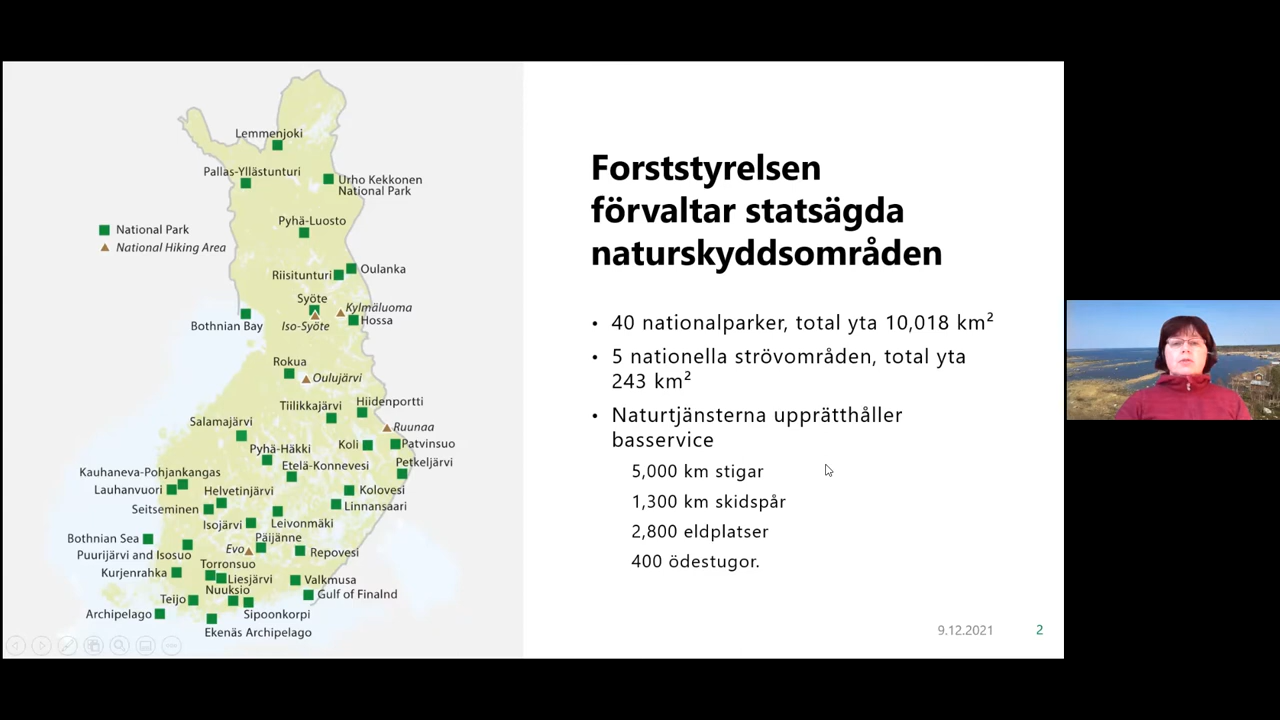 Lemmenjoki
Pallas-Yllästunturi
Urho Kekkonen
National Park
Pyhä-Luosto
National Park
National Hiking Area
Riisitunturi
Oulanka
Syöte
Kylmäluoma
Bothnian Bay
Iso-Syöte
Hossa
Rokua
Oulujärvi
Tiilikkajärvi
Hiidenportti
Salamajärvi
Ruunaa
Pyhä-Häkki
Koli
Patvinsuo
Etelä-Konnevesi
Petkeljärvi
Kauhaneva-Pohjankangas
Lauhanvuori
Helvetinjärvi
Kolovesi
Seitseminen
Linnansaari
Isojärvi
Leivonmäki
Bothnian Sea
Päijänne
Puurijärvi and Isosuo
Evo
Repovesi
Torronsuo
Kurjenrahka
Liesjärvi
Valkmusa
Nuuksio
Teijo
Gulf of Finalnd
Archipelago
Sipoonkorpi
Ekenäs Archipelago
Forststyrelsen
förvaltar statsägda
naturskyddsområden
• 40 nationalparker, total yta 10,018 km²
• 5 nationella strövområden, total yta
243 km²
• Naturtjänsterna upprätthåller
basservice
5,000 km stigar
1,300 km skidspår
2,800 eldplatser
400 ödestugor.
9.12.2021
2